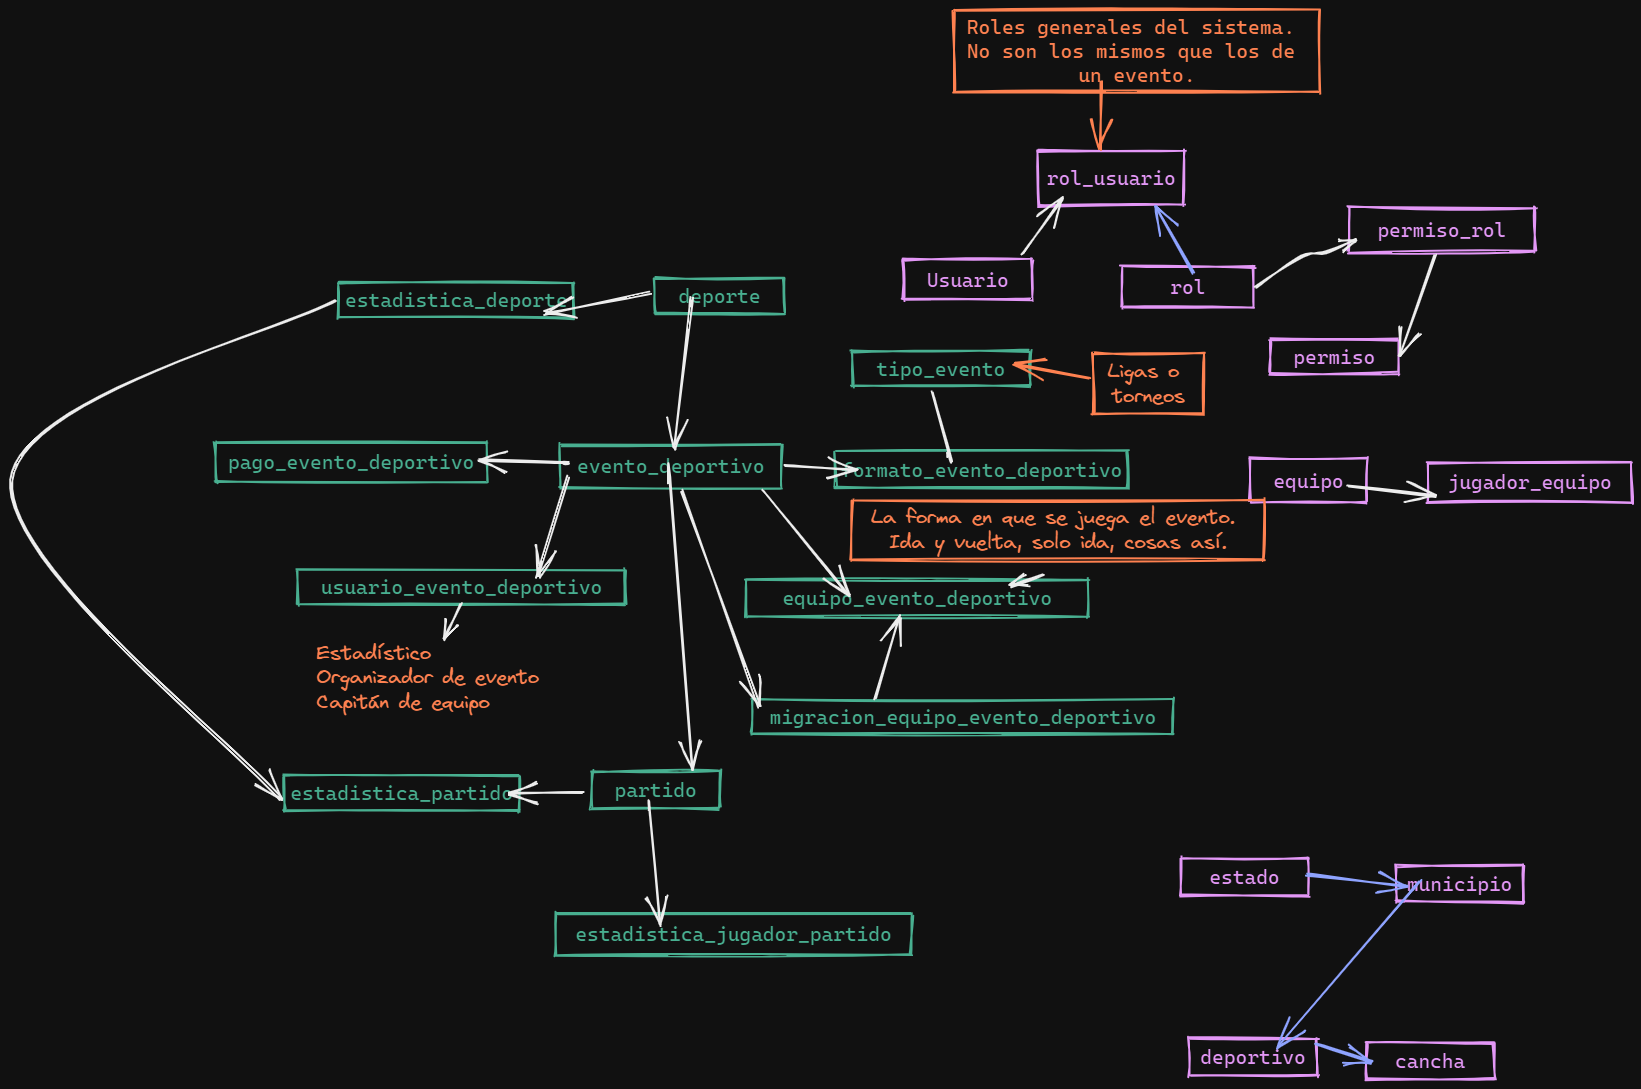 Roles generales del sistema.
No son los mismos que los de
un evento.
rol_usuario
permiso_rol
Usuario
rol
estadistica_deporte
deporte
permiso
tipo_evento
Ligas o
torneos
pago_evento_deportivo
evento_deportivo
formato_evento_deportivo
equipo
jugador_equipo
La forma en que se juega el evento.
Ida y vuelta, solo ida, cosas así.
usuario_evento_deportivo
equipo_evento_deportivo
Estadístico
Organizador de evento
Capitán de equipo
migracion_equipo_evento_deportivo
estadistica_partido
partido
estado
municipio
estadistica_jugador_partido
deportivo
cancha